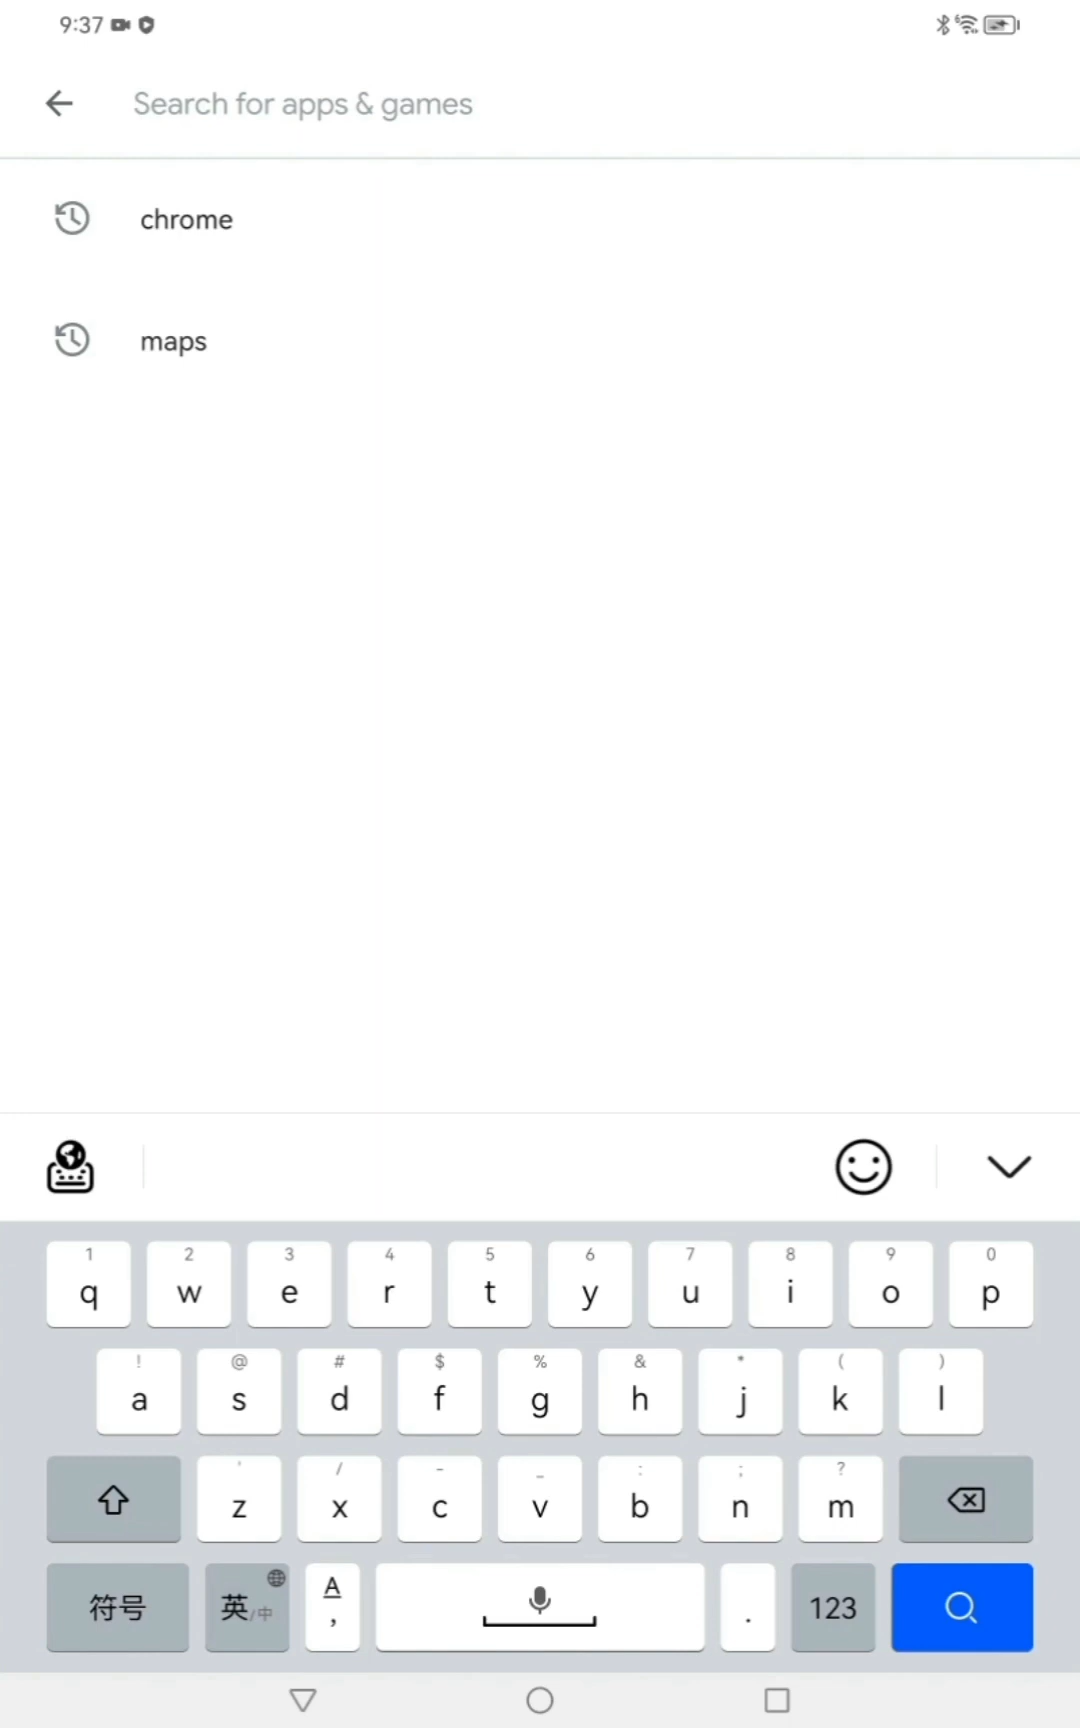 9:37
Search for apps & games
chrome
maps
1 2 3 4 5 6 7 8 9 0
q w e r t y u i o p
! @ # $ % & * ( )
a s d f g h j k l
' / - _ : ; ?
z x c v b n m
符号 英/中 A , . 123